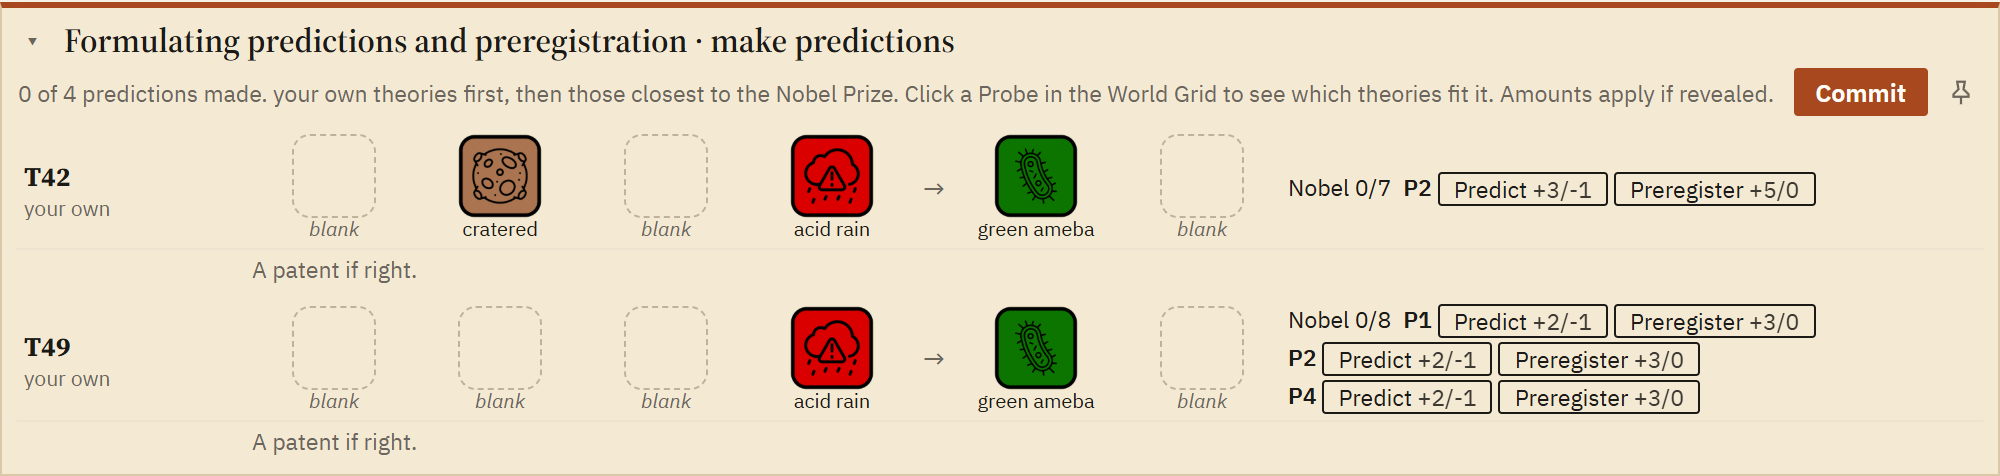 Formulating predictions and preregistration · make predictions
0 of 4 predictions made. your own theories first, then those closest to the Nobel Prize. Click a Probe in the World Grid to see which theories fit it. Amounts apply if revealed. Commit
T42
your own
blank cratered blank acid rain → green ameba blank
Nobel 0/7 P2 Predict +3/-1 Preregister +5/0
A patent if right.
T49
your own
blank blank blank acid rain → green ameba blank
Nobel 0/8 P1 Predict +2/-1 Preregister +3/0
P2 Predict +2/-1 Preregister +3/0
P4 Predict +2/-1 Preregister +3/0
A patent if right.